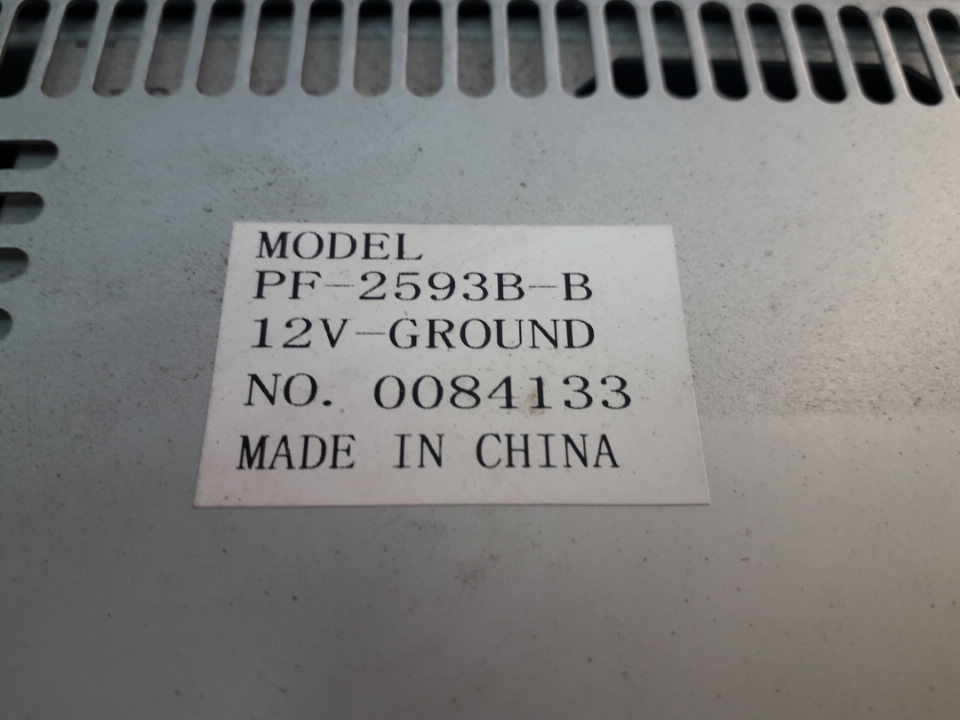 MODEL
PF-2593B-B
12V-GROUND
NO. 0084133
MADE IN CHINA